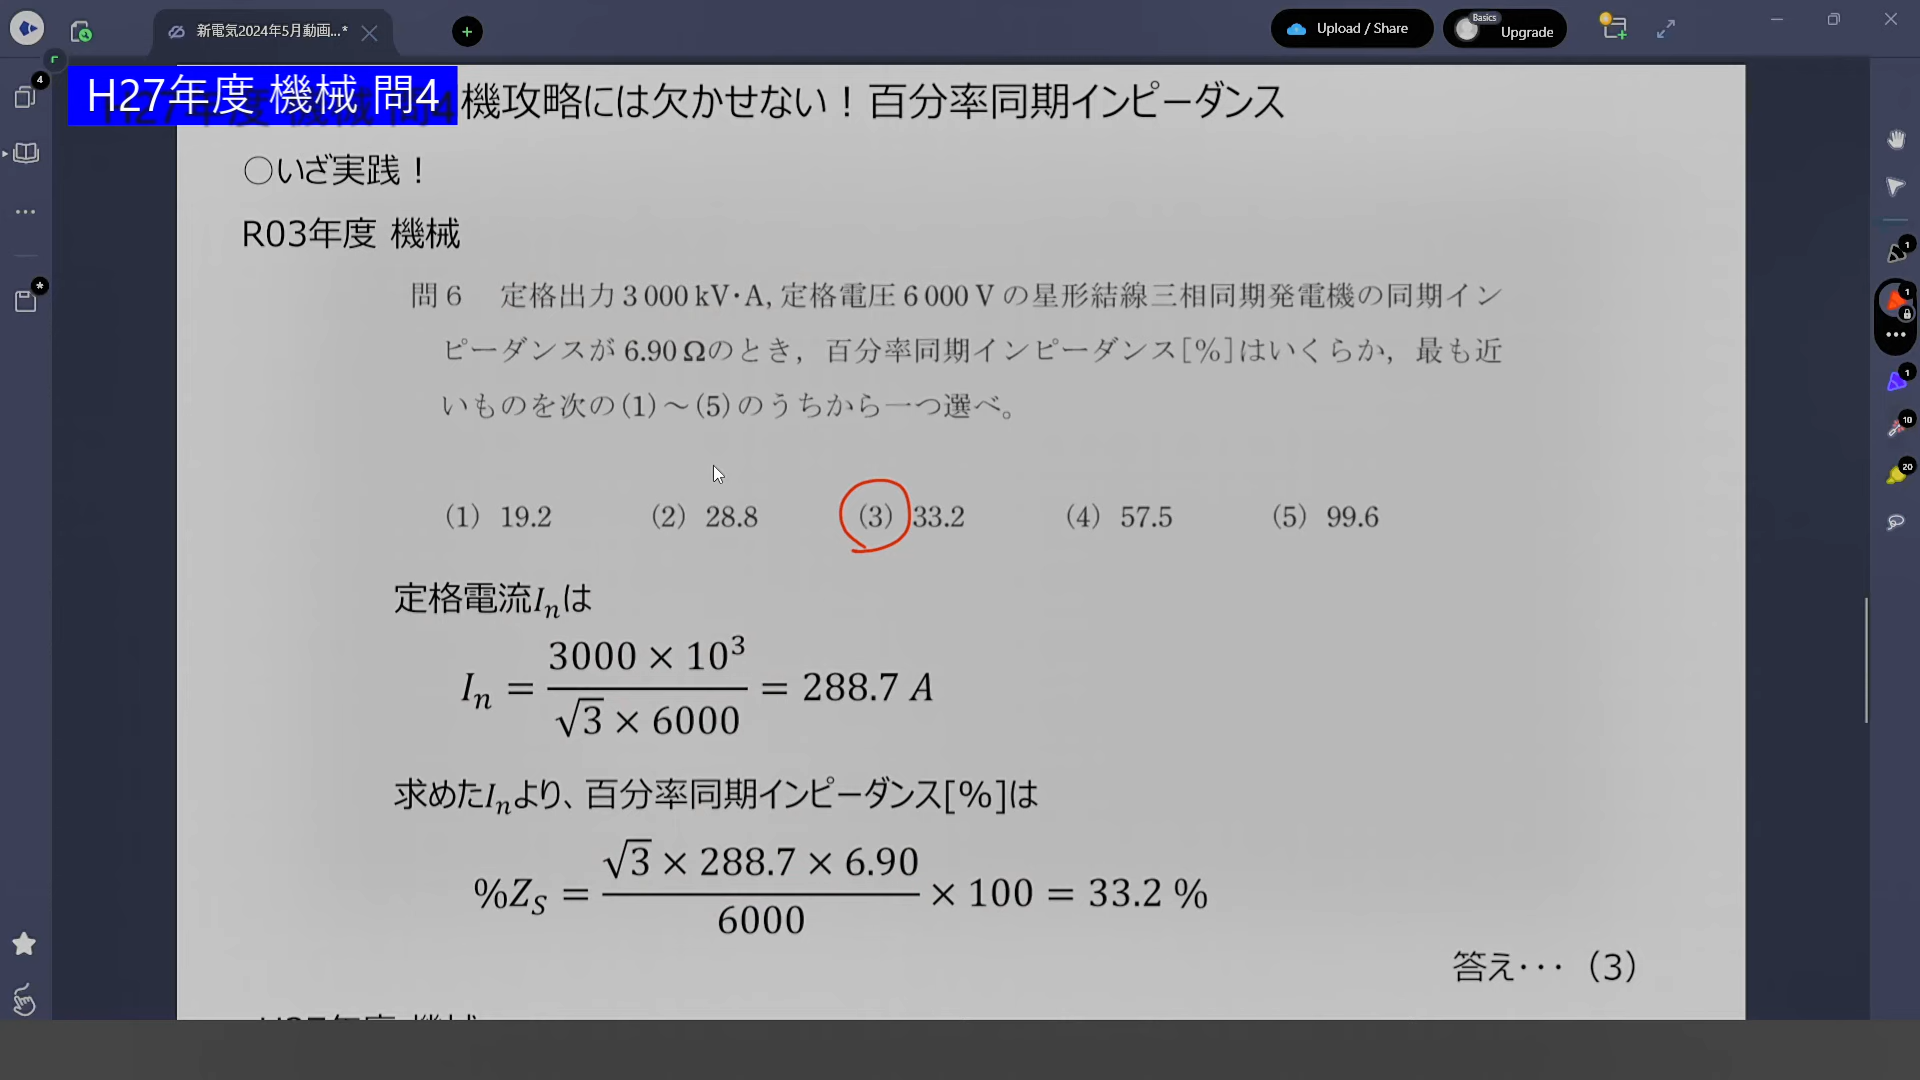 新電気2024年5月動画...*
Upload / Share
Basics
Upgrade
H27年度 機械 問4
機攻略には欠かせない！百分率同期インピーダンス
○いざ実践！
R03年度 機械
問6 定格出力 3 000 kV・A, 定格電圧 6 000 V の星形結線三相同期発電機の同期イン
ピーダンスが 6.90 Ωのとき，百分率同期インピーダンス[%]はいくらか，最も近
いものを次の(1)～(5)のうちから一つ選べ。
(1) 19.2 (2) 28.8 (3) 33.2 (4) 57.5 (5) 99.6
定格電流Inは
In = 3000 × 10³ / √3 × 6000 = 288.7 A
求めたInより、百分率同期インピーダンス[%]は
%ZS = √3 × 288.7 × 6.90 / 6000 × 100 = 33.2 %
答え･･･（3）
4
*
1
1
1
10
20